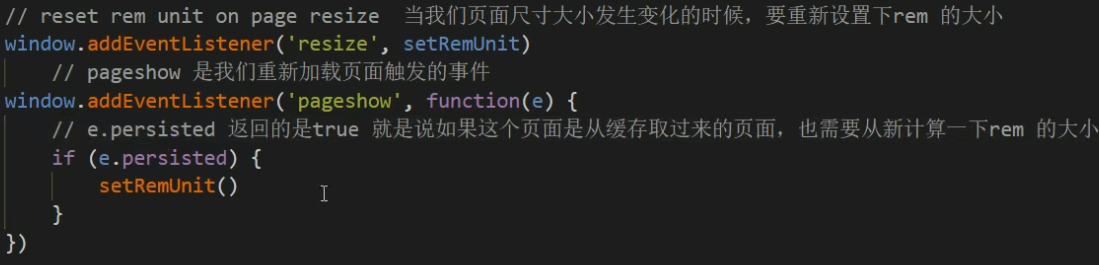 // reset rem unit on page resize  当我们页面尺寸大小发生变化的时候，要重新设置下rem 的大小
window.addEventListener('resize', setRemUnit)
    // pageshow 是我们重新加载页面触发的事件
window.addEventListener('pageshow', function(e) {
    // e.persisted 返回的是true 就是说如果这个页面是从缓存取过来的页面，也需要从新计算一下rem 的大小
    if (e.persisted) {
        setRemUnit()
    }
})